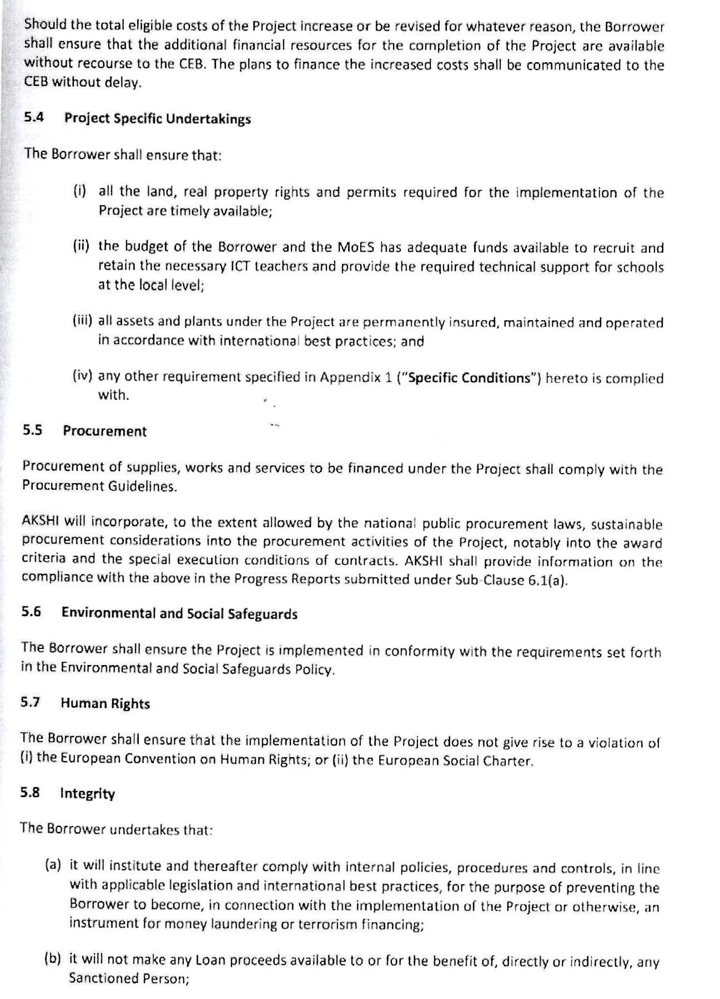 Should the total eligible costs of the Project increase or be revised for whatever reason, the Borrower
shall ensure that the additional financial resources for the completion of the Project are available
without recourse to the CEB. The plans to finance the increased costs shall be communicated to the
CEB without delay.
5.4 Project Specific Undertakings
The Borrower shall ensure that:
(i) all the land, real property rights and permits required for the implementation of the
Project are timely available;
(ii) the budget of the Borrower and the MoES has adequate funds available to recruit and
retain the necessary ICT teachers and provide the required technical support for schools
at the local level;
(iii) all assets and plants under the Project are permanently insured, maintained and operated
in accordance with international best practices; and
(iv) any other requirement specified in Appendix 1 ("Specific Conditions") hereto is complied
with.
5.5 Procurement
Procurement of supplies, works and services to be financed under the Project shall comply with the
Procurement Guidelines.
AKSHI will incorporate, to the extent allowed by the national public procurement laws, sustainable
procurement considerations into the procurement activities of the Project, notably into the award
criteria and the special execution conditions of contracts. AKSHI shall provide information on the
compliance with the above in the Progress Reports submitted under Sub-Clause 6.1(a).
5.6 Environmental and Social Safeguards
The Borrower shall ensure the Project is implemented in conformity with the requirements set forth
in the Environmental and Social Safeguards Policy.
5.7 Human Rights
The Borrower shall ensure that the implementation of the Project does not give rise to a violation of
(i) the European Convention on Human Rights; or (ii) the European Social Charter.
5.8 Integrity
The Borrower undertakes that:
(a) it will institute and thereafter comply with internal policies, procedures and controls, in line
with applicable legislation and international best practices, for the purpose of preventing the
Borrower to become, in connection with the implementation of the Project or otherwise, an
instrument for money laundering or terrorism financing;
(b) it will not make any Loan proceeds available to or for the benefit of, directly or indirectly, any
Sanctioned Person;